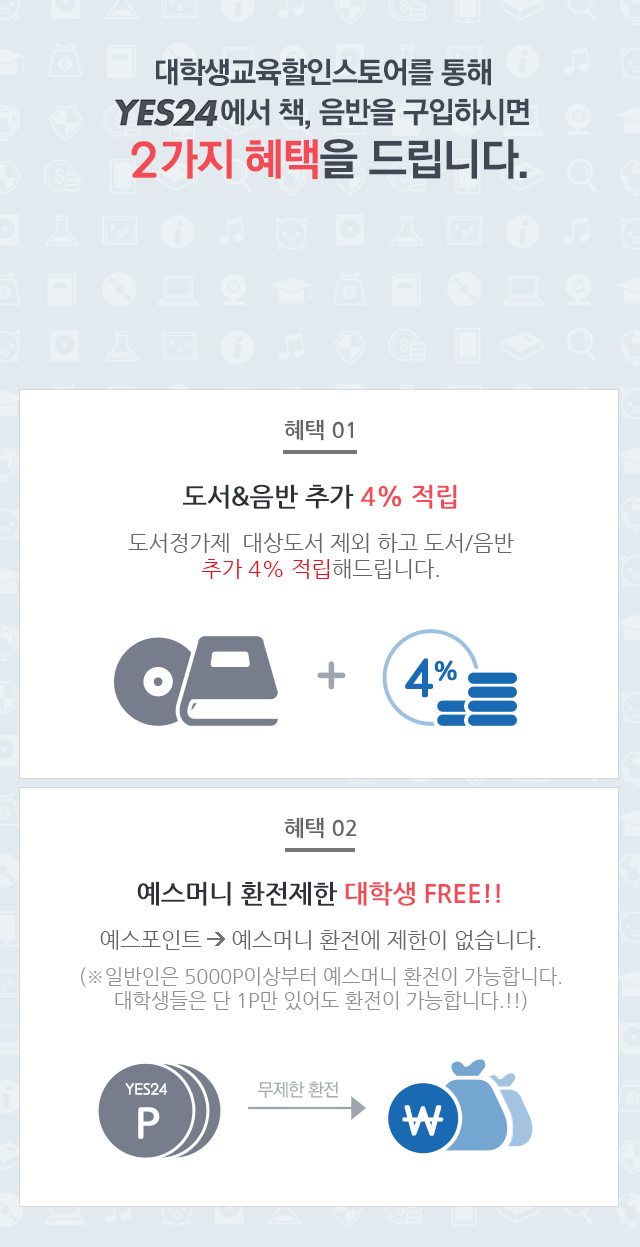 대학생교육할인스토어를 통해
YES24에서 책, 음반을 구입하시면
2가지 혜택을 드립니다.
혜택 01
도서&음반 추가 4% 적립
도서정가제 대상도서 제외 하고 도서/음반
추가 4% 적립해드립니다.
+ 4%
혜택 02
예스머니 환전제한 대학생 FREE!!
예스포인트 → 예스머니 환전에 제한이 없습니다.
(※일반인은 5000P이상부터 예스머니 환전이 가능합니다.
대학생들은 단 1P만 있어도 환전이 가능합니다.!!)
YES24
P
무제한 환전
₩